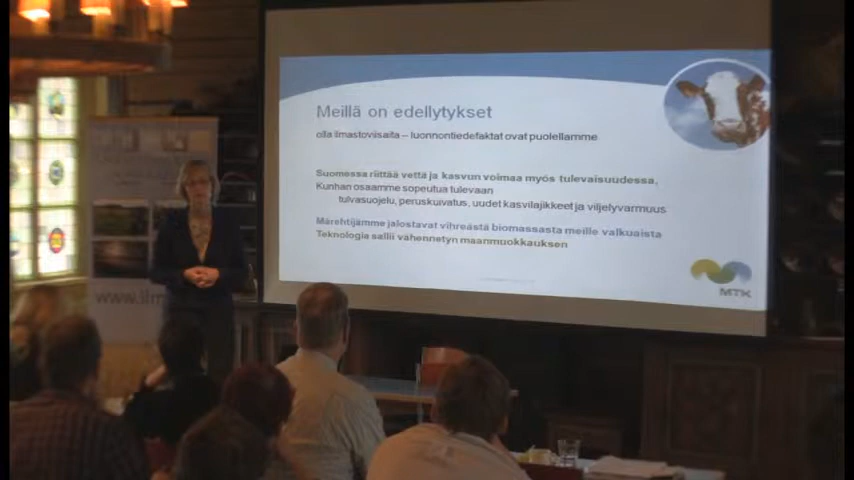 Meillä on edellytykset
olla ilmastoviisaita – luonnontiedefaktat ovat puolellamme
Suomessa riittää vettä ja kasvun voimaa myös tulevaisuudessa,
Kunhan osaamme sopeutua tulevaan
tulvasuojelu, peruskuivatus, uudet kasvilajikkeet ja viljelyvarmuus
Märehtijämme jalostavat vihreästä biomassasta meille valkuaista
Teknologia sallii vähennetyn maanmuokkauksen
MTK
www.ilm